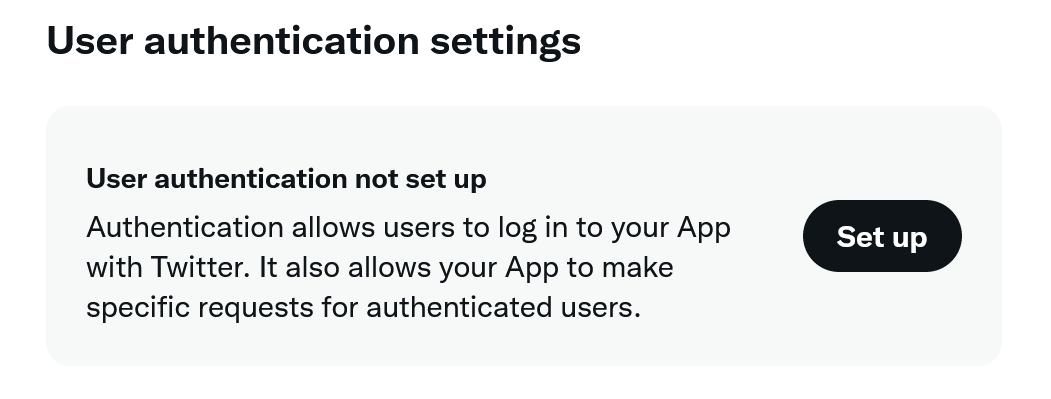 User authentication settings
User authentication not set up
Authentication allows users to log in to your App
with Twitter. It also allows your App to make
specific requests for authenticated users.
Set up